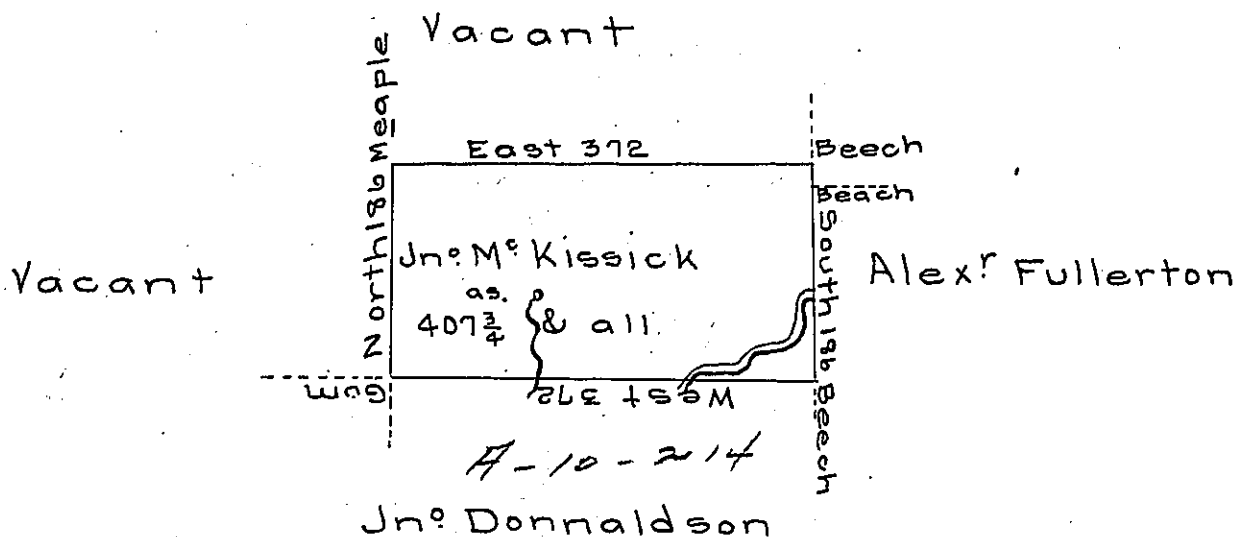 Vacant
North 186 Meaple
East 372
Beech
Beach
South 186 Beech
Jnº Mᶜ Kissick
as.
407¾ & all.
Vacant
Alexʳ Fullerton
Gum
West 372
A-10-214
Jnº Donnaldson